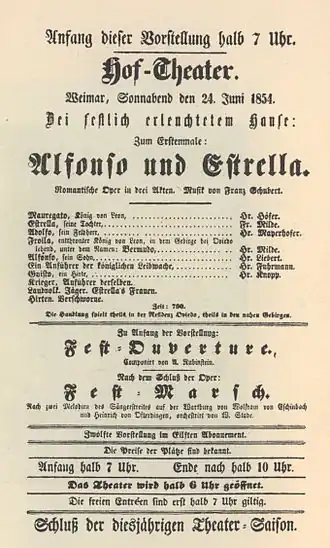 Anfang dieser Vorstellung halb 7 Uhr.
Hof-Theater.
Weimar, Sonnabend den 24. Juni 1854.
Bei festlich erleuchtetem Hause:
Zum Erstenmale:
Alfonso und Estrella.
Romantische Oper in drei Akten. Musik von Franz Schubert.
Mauregato, König von Leon, Hr. Höfer.
Estrella, seine Tochter, Fr. Milde.
Adolfo, sein Feldherr, Hr. Mayerhofer.
Froila, entthronter König von Leon, in dem Gebirge bei Oviedo
lebend, unter dem Namen: Bermudo, Hr. Milde.
Alfonso, sein Sohn, Hr. Liebert.
Ein Anführer der königlichen Leibwache, Hr. Fuhrmann.
Guisto, ein Hirte, Hr. Knopp.
Krieger, Anführer derselben.
Landvolk. Jäger. Estrella's Frauen.
Hirten. Verschworne.
Zeit: 790.
Die Handlung spielt theils in der Residenz Oviedo, theils in den nahen Gebirgen.
Zu Anfang der Vorstellung:
Fest-Ouverture,
Componirt von A. Rubinstein.
Nach dem Schluß der Oper:
Fest-Marsch.
Nach zwei Melodien des Sängerstreites auf der Wartburg von Wolfram von Eschinbach
und Heinrich von Ofterdingen, orchestrirt von W. Stade.
Zwölfte Vorstellung im Elften Abonnement.
Die Preise der Plätze sind bekannt.
Anfang halb 7 Uhr. Ende nach halb 10 Uhr.
Das Theater wird halb 6 Uhr geöffnet.
Die freien Entréen sind erst halb 7 Uhr giltig.
Schluß der diesjährigen Theater-Saison.